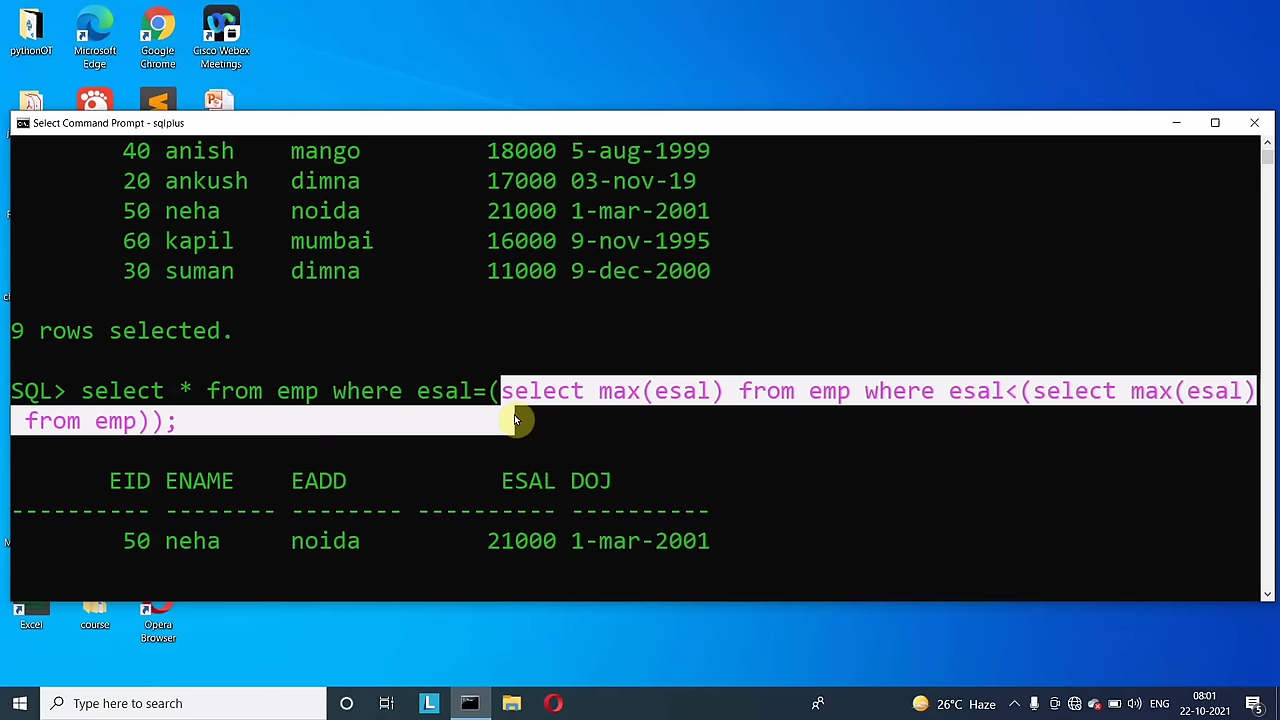 pythonOT
Microsoft Edge
Google Chrome
Cisco Webex Meetings
Select Command Prompt - sqlplus
40 anish mango 18000 5-aug-1999
20 ankush dimna 17000 03-nov-19
50 neha noida 21000 1-mar-2001
60 kapil mumbai 16000 9-nov-1995
30 suman dimna 11000 9-dec-2000
9 rows selected.
SQL> select * from emp where esal=(select max(esal) from emp where esal<(select max(esal)
from emp));
EID ENAME EADD ESAL DOJ
---------- -------- -------- ---------- ----------
50 neha noida 21000 1-mar-2001
Excel
course
Opera Browser
Type here to search
L
26°C Haze
ENG
08:01
22-10-2021